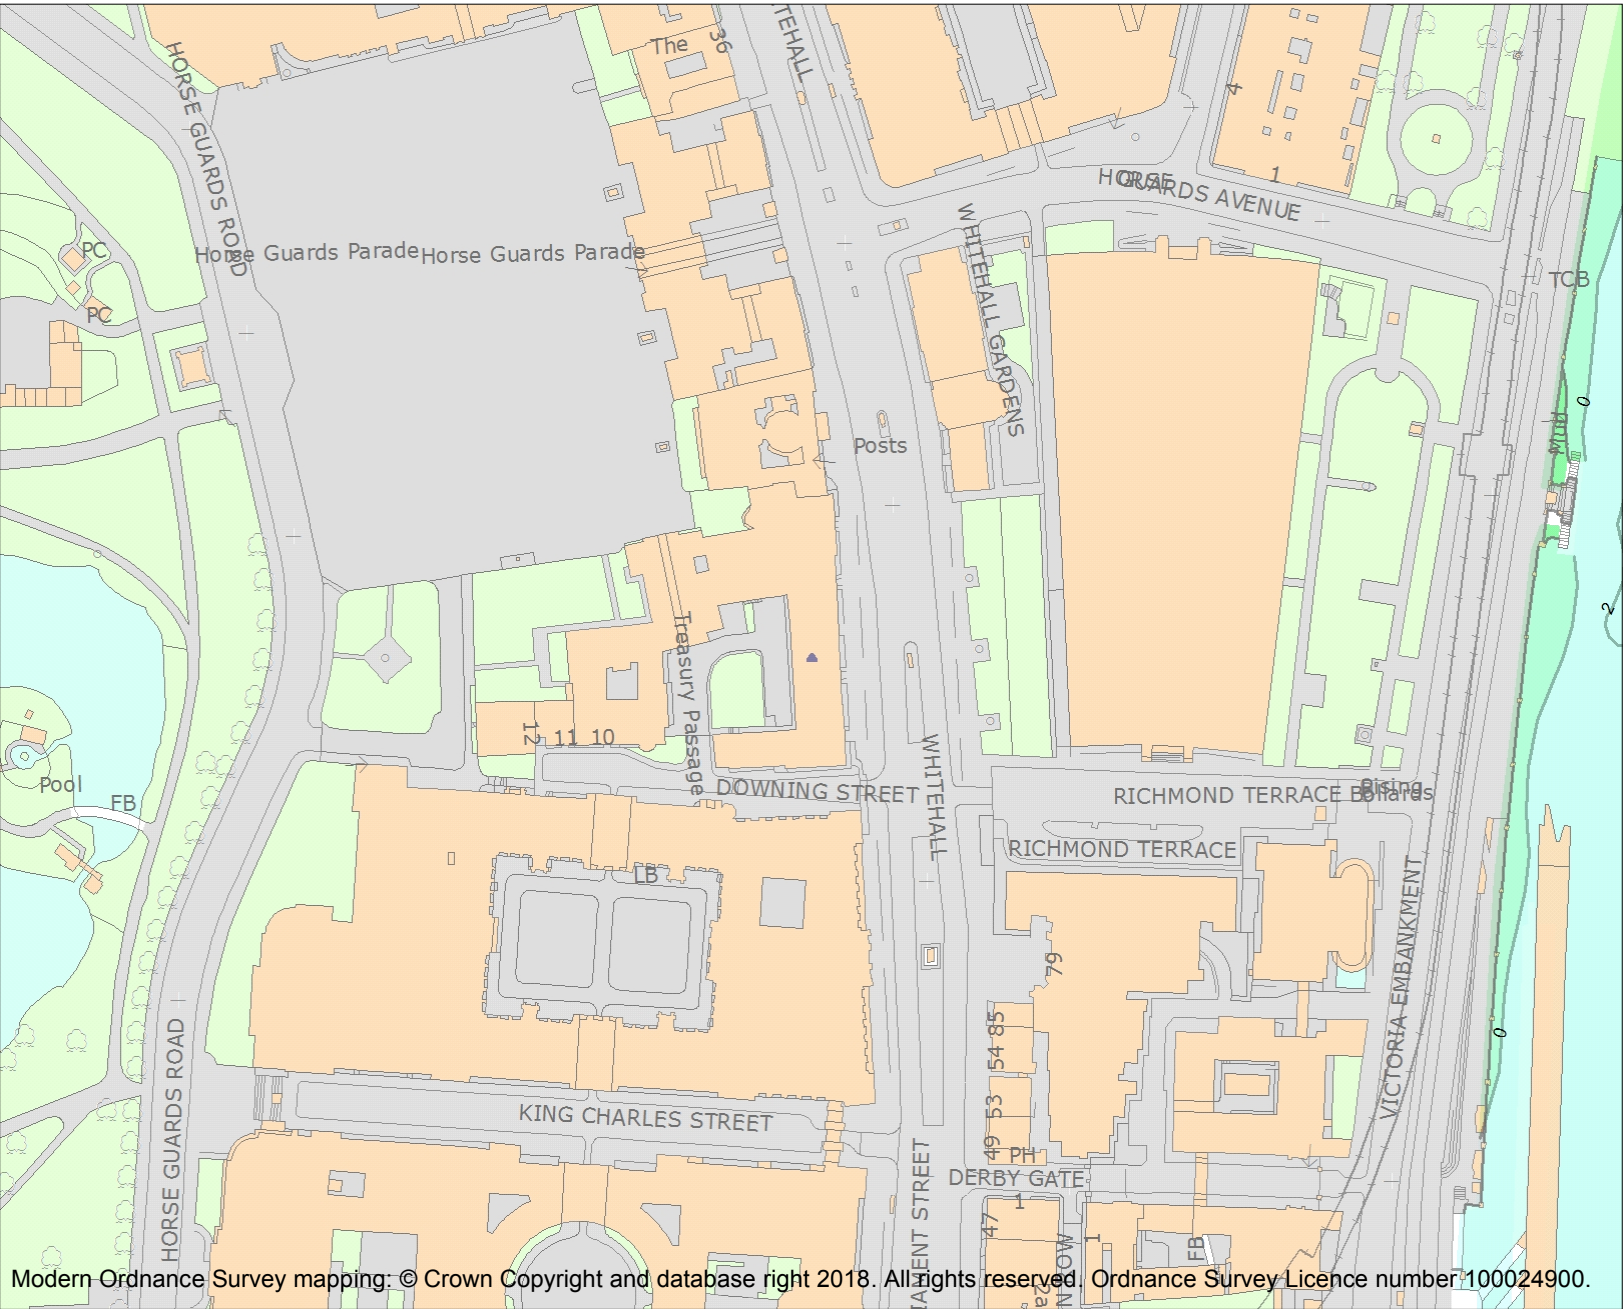 The
36
TEHALL
4
1
HORSE GUARDS ROAD
HORSE
GUARDS AVENUE
WHITEHALL GARDENS
PC
Horse Guards Parade
Horse Guards Parade
PC
TCB
0
Mud
Posts
2
Treasury Passage
12
11
10
WHITEHALL
Pool
FB
DOWNING STREET
RICHMOND TERRACE
Rising
Bollards
RICHMOND TERRACE
LB
79
VICTORIA EMBANKMENT
85
54
0
53
49
KING CHARLES STREET
HORSE GUARDS ROAD
PH
DERBY GATE
1
47
1
FB
IAMENT STREET
N ROW
2a
Modern Ordnance Survey mapping: © Crown Copyright and database right 2018. All rights reserved. Ordnance Survey Licence number 100024900.